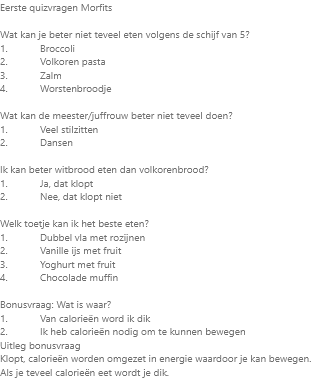 Eerste quizvragen Morfits

Wat kan je beter niet teveel eten volgens de schijf van 5?
1. Broccoli
2. Volkoren pasta
3. Zalm
4. Worstenbroodje

Wat kan de meester/juffrouw beter niet teveel doen?
1. Veel stilzitten
2. Dansen

Ik kan beter witbrood eten dan volkorenbrood?
1. Ja, dat klopt
2. Nee, dat klopt niet

Welk toetje kan ik het beste eten?
1. Dubbel vla met rozijnen
2. Vanille ijs met fruit
3. Yoghurt met fruit
4. Chocolade muffin

Bonusvraag: Wat is waar?
1. Van calorieën word ik dik
2. Ik heb calorieën nodig om te kunnen bewegen
Uitleg bonusvraag
Klopt, calorieën worden omgezet in energie waardoor je kan bewegen.
Als je teveel calorieën eet wordt je dik.